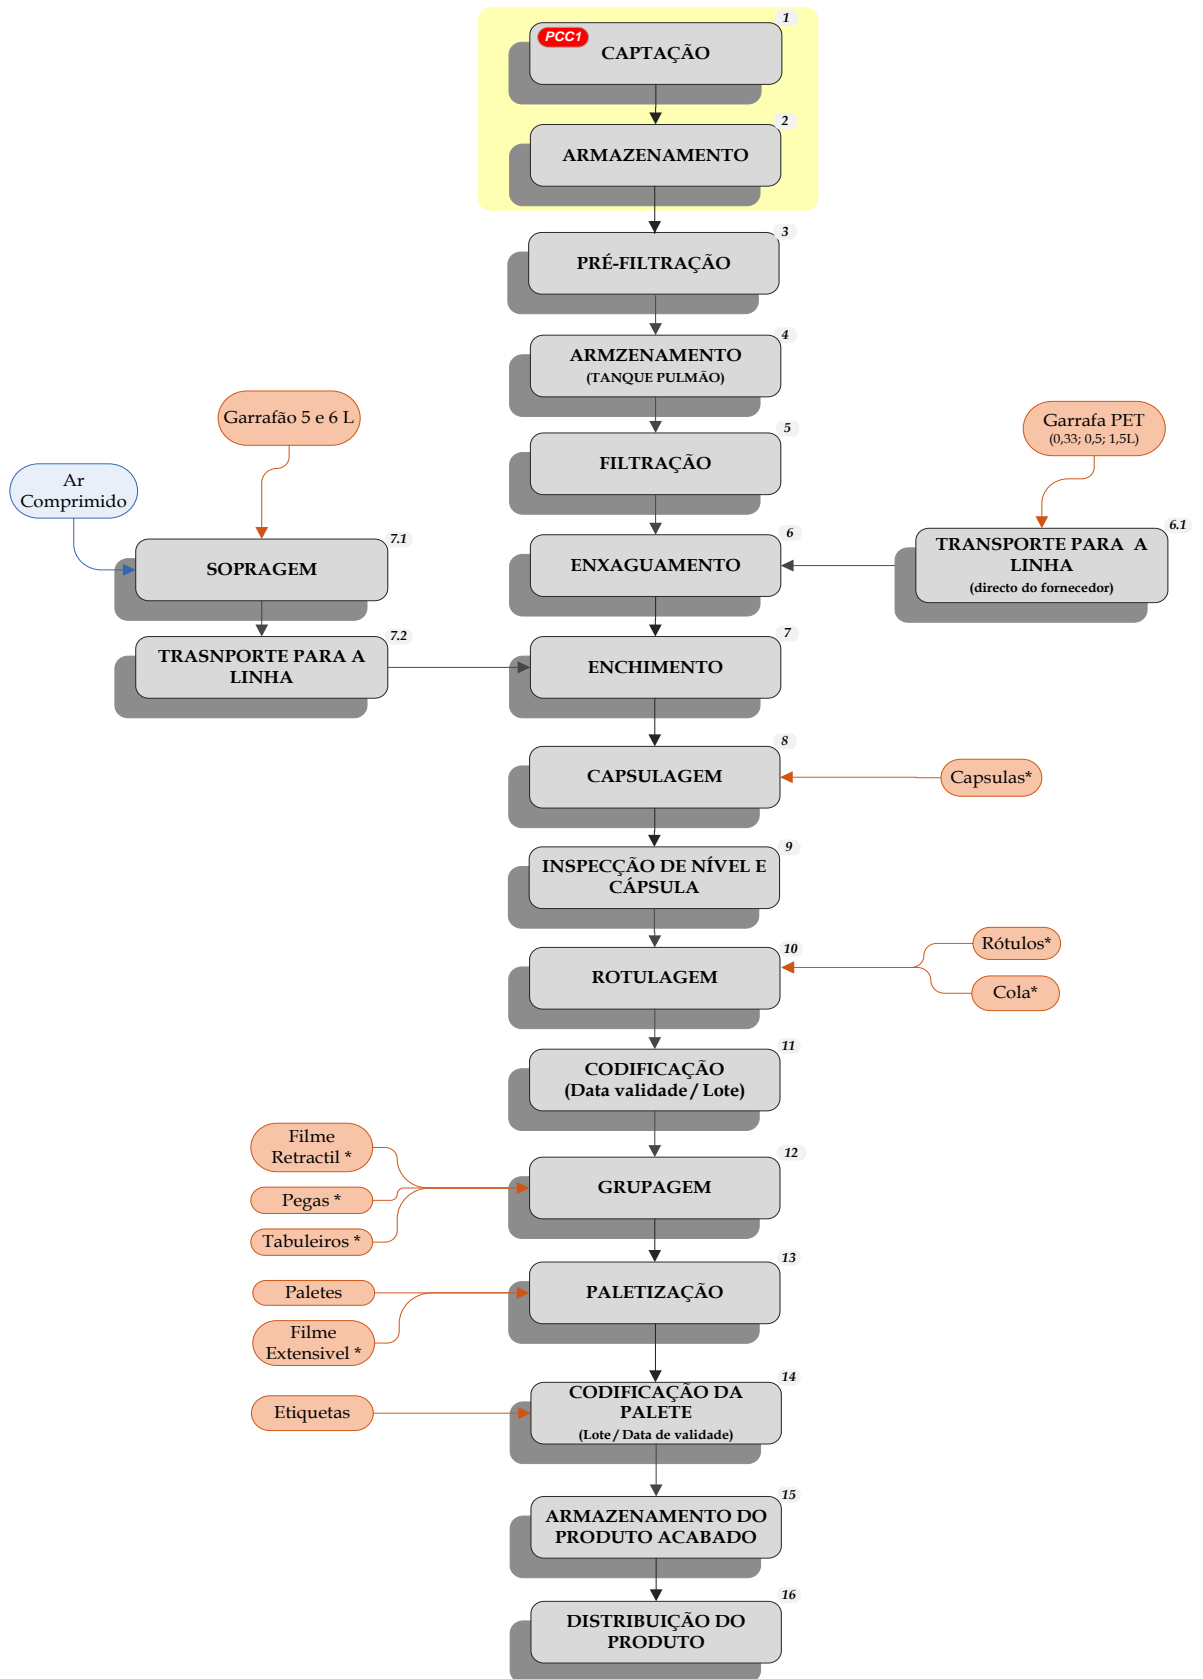 1
PCC1
CAPTAÇÃO
2
ARMAZENAMENTO
3
PRÉ-FILTRAÇÃO
4
ARMZENAMENTO
(TANQUE PULMÃO)
Garrafão 5 e 6 L
Garrafa PET
(0,33; 0,5; 1,5L)
5
FILTRAÇÃO
Ar
Comprimido
7.1
SOPRAGEM
6
ENXAGUAMENTO
6.1
TRANSPORTE PARA A
LINHA
(directo do fornecedor)
7.2
TRASNPORTE PARA A
LINHA
7
ENCHIMENTO
8
CAPSULAGEM
Capsulas*
9
INSPECÇÃO DE NÍVEL E
CÁPSULA
10
ROTULAGEM
Rótulos*
Cola*
11
CODIFICAÇÃO
(Data validade / Lote)
Filme
Retractil *
Pegas *
Tabuleiros *
12
GRUPAGEM
13
PALETIZAÇÃO
Paletes
Filme
Extensivel *
14
CODIFICAÇÃO DA
PALETE
(Lote / Data de validade)
Etiquetas
15
ARMAZENAMENTO DO
PRODUTO ACABADO
16
DISTRIBUIÇÃO DO
PRODUTO